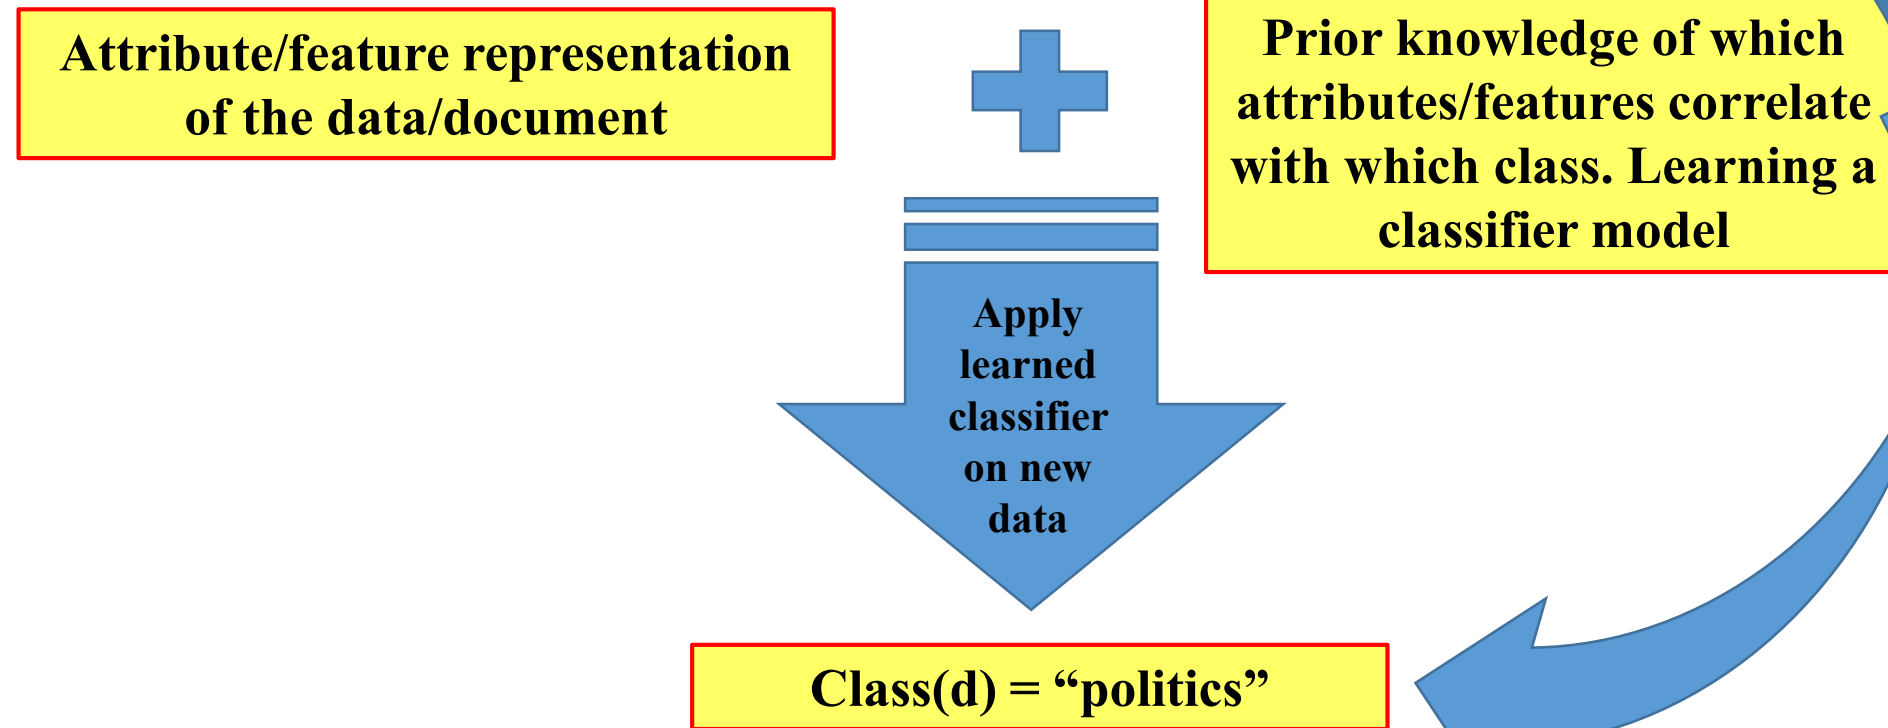 Attribute/feature representation
of the data/document
Prior knowledge of which
attributes/features correlate
with which class. Learning a
classifier model
Apply
learned
classifier
on new
data
Class(d) = “politics”